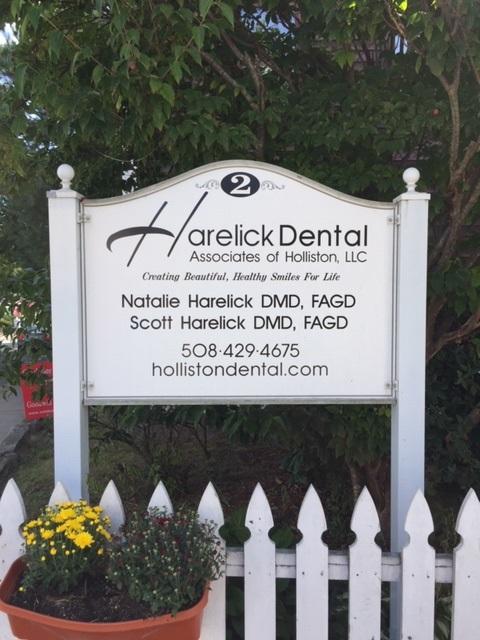 2
Harelick Dental
Associates of Holliston, LLC
Creating Beautiful, Healthy Smiles For Life
Natalie Harelick DMD, FAGD
Scott Harelick DMD, FAGD
508·429·4675
hollistondental.com